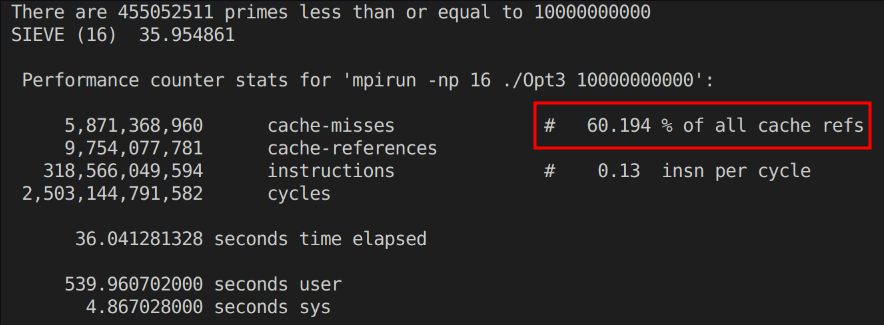 There are 455052511 primes less than or equal to 10000000000
SIEVE (16)  35.954861
Performance counter stats for 'mpirun -np 16 ./Opt3 10000000000':
5,871,368,960      cache-misses              #   60.194 % of all cache refs
9,754,077,781      cache-references
318,566,049,594      instructions              #    0.13  insn per cycle
2,503,144,791,582      cycles
36.041281328 seconds time elapsed
539.960702000 seconds user
4.867028000 seconds sys